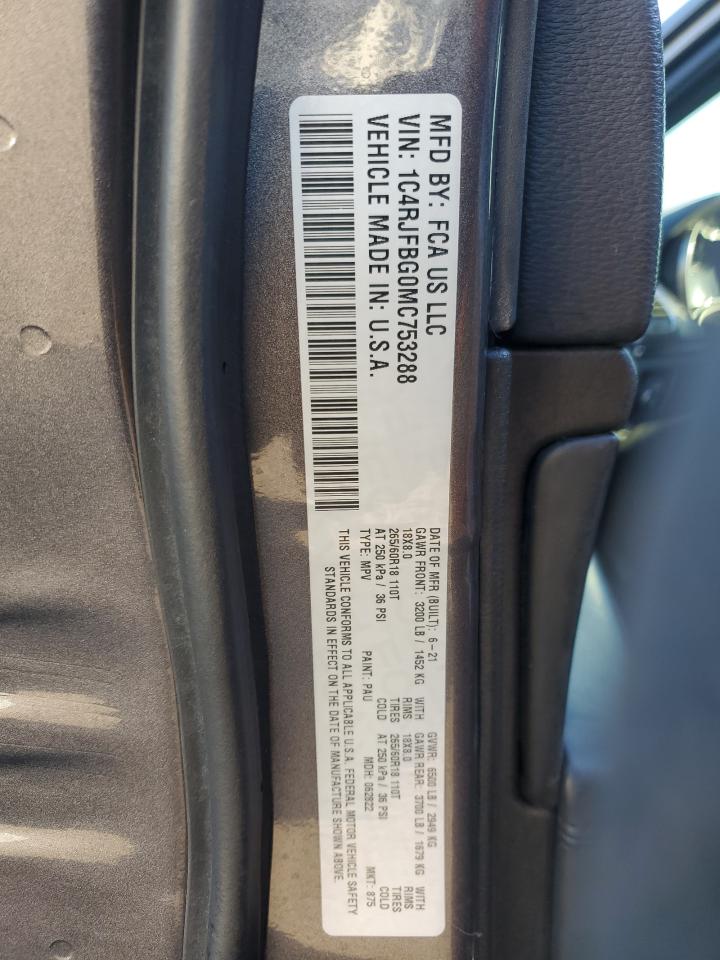 MFD BY: FCA US LLC
VIN: 1C4RJFBG0MC753288
VEHICLE MADE IN: U.S.A.
DATE OF MFR (BUILT): 6-21 GVWR: 6500 LB / 2949 KG
GAWR FRONT: 3200 LB / 1452 KG WITH GAWR REAR: 3700 LB / 1679 KG WITH
18X8.0 RIMS 18X8.0 RIMS
265/60R18 110T TIRES 265/60R18 110T TIRES
AT 250 kPa / 36 PSI COLD AT 250 kPa / 36 PSI COLD
TYPE: MPV PAINT: PAU MDH: 062822 MKT: 875
THIS VEHICLE CONFORMS TO ALL APPLICABLE U.S.A. FEDERAL MOTOR VEHICLE SAFETY
STANDARDS IN EFFECT ON THE DATE OF MANUFACTURE SHOWN ABOVE.